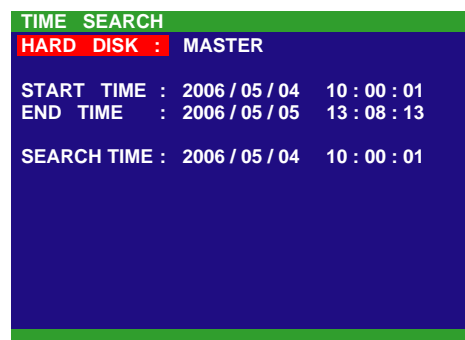 TIME SEARCH
HARD DISK : MASTER
START TIME : 2006 / 05 / 04 10 : 00 : 01
END TIME : 2006 / 05 / 05 13 : 08 : 13
SEARCH TIME : 2006 / 05 / 04 10 : 00 : 01